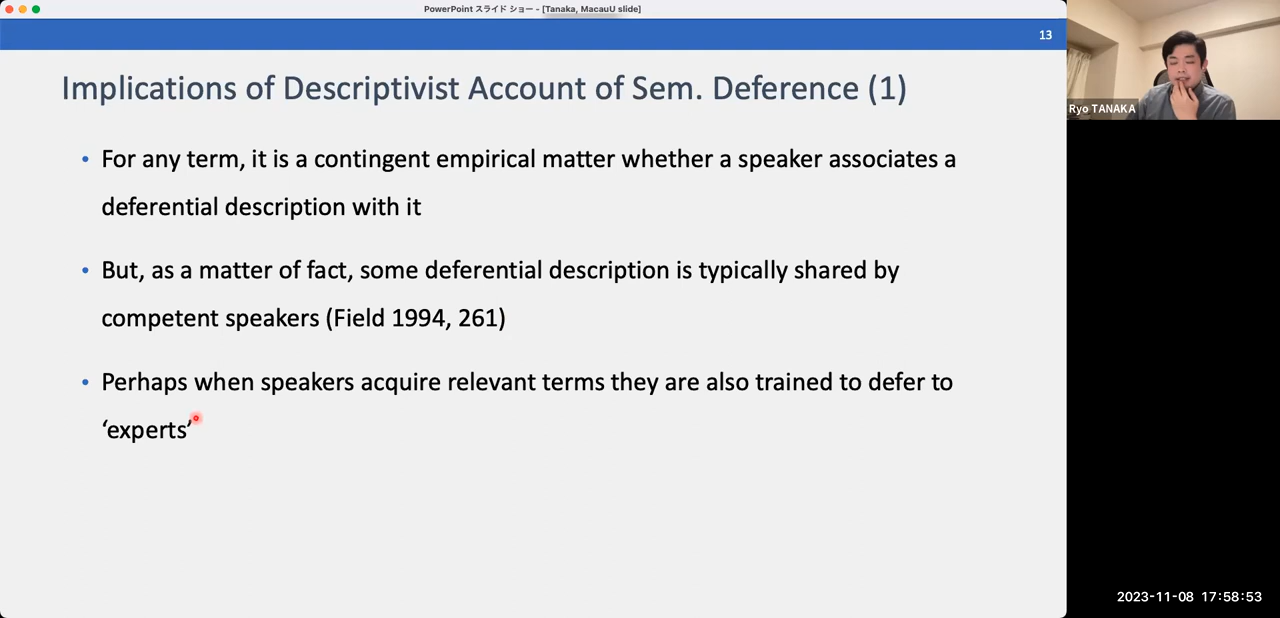 PowerPoint スライド ショー - [Tanaka, MacauU slide]
13
Ryo TANAKA
Implications of Descriptivist Account of Sem. Deference (1)
• For any term, it is a contingent empirical matter whether a speaker associates a
deferential description with it
• But, as a matter of fact, some deferential description is typically shared by
competent speakers (Field 1994, 261)
• Perhaps when speakers acquire relevant terms they are also trained to defer to
‘experts’
2023-11-08 17:58:53